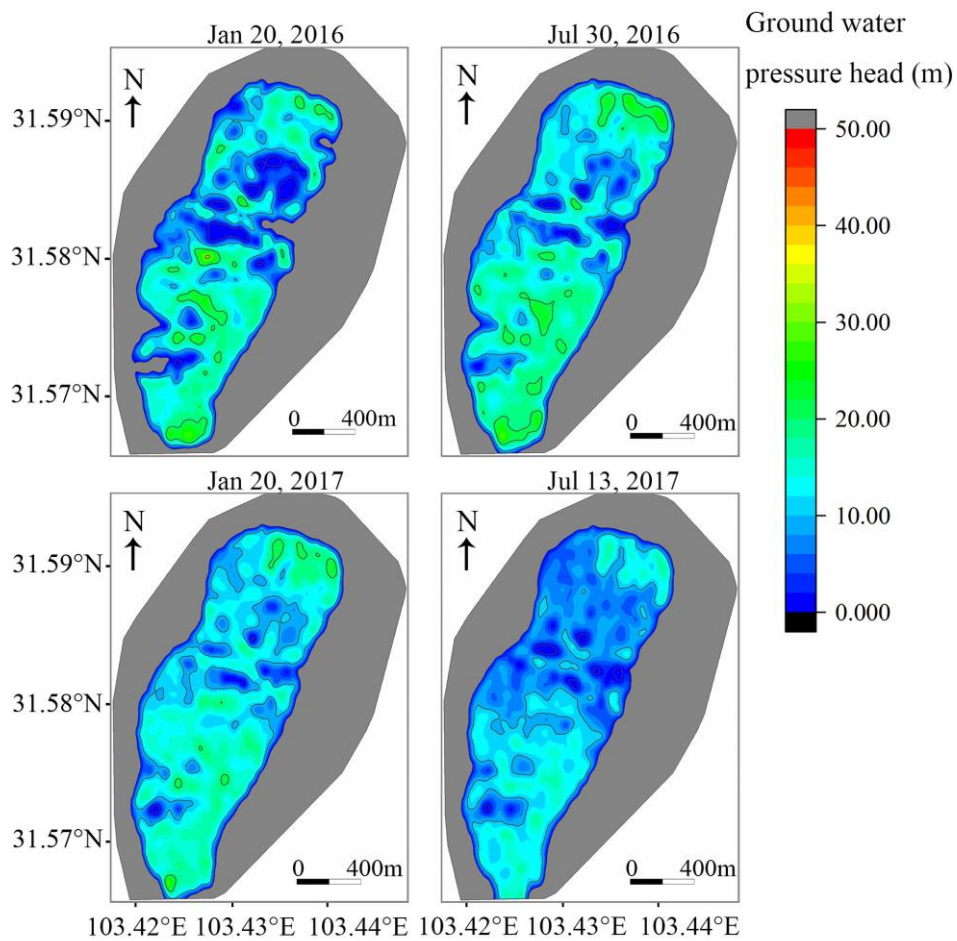 Jan 20, 2016
Jul 30, 2016
Ground water
pressure head (m)
N
N
31.59°N
31.58°N
31.57°N
0 400m
0 400m
50.00
40.00
30.00
20.00
10.00
0.000
Jan 20, 2017
Jul 13, 2017
N
N
31.59°N
31.58°N
31.57°N
0 400m
0 400m
103.42°E 103.43°E 103.44°E
103.42°E 103.43°E 103.44°E